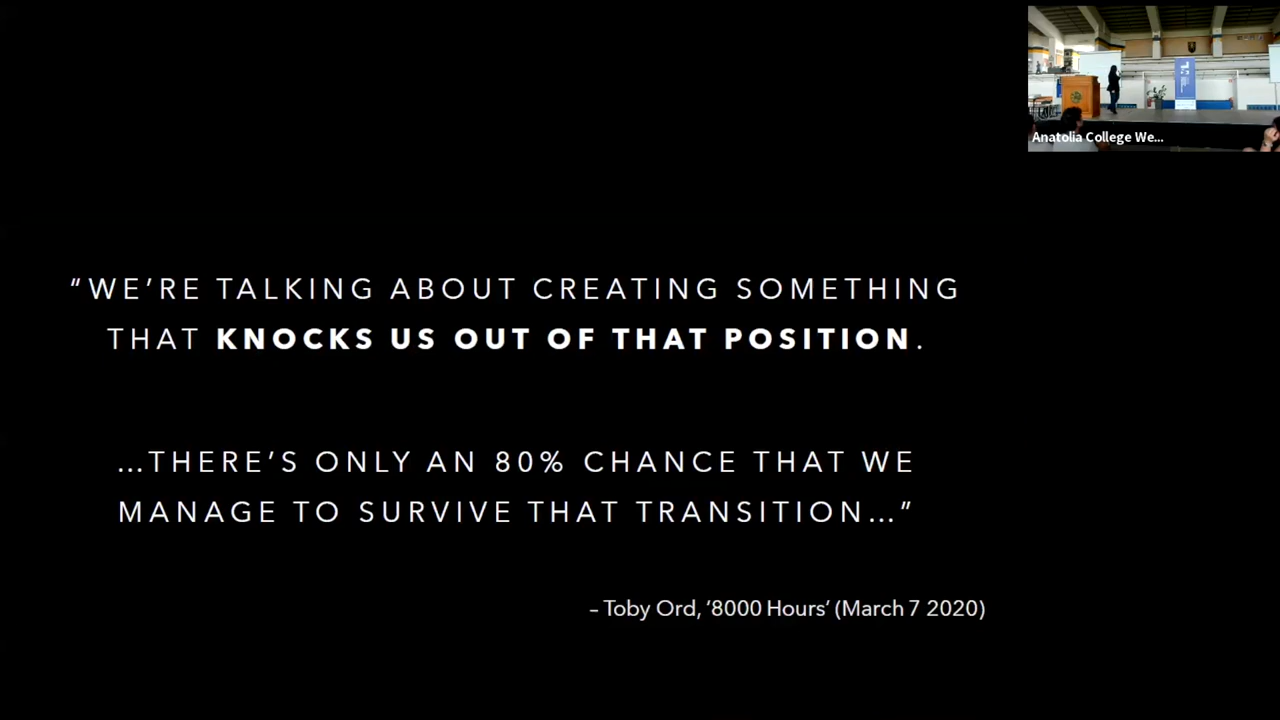 Anatolia College We...
“WE’RE TALKING ABOUT CREATING SOMETHING
THAT KNOCKS US OUT OF THAT POSITION.
...THERE’S ONLY AN 80% CHANCE THAT WE
MANAGE TO SURVIVE THAT TRANSITION...”
– Toby Ord, ‘8000 Hours’ (March 7 2020)